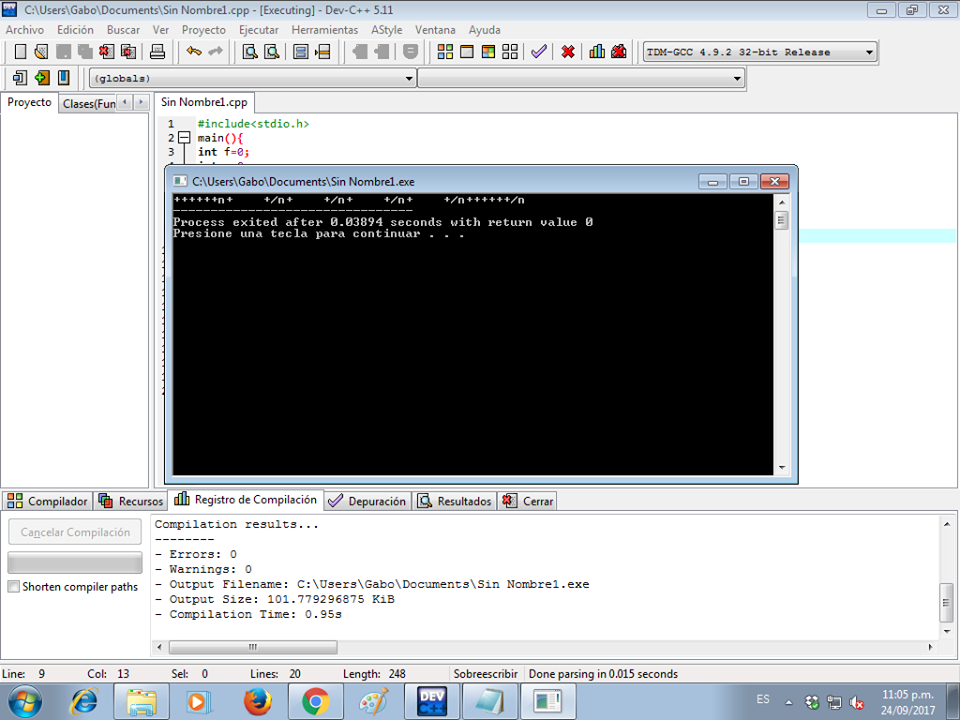 C:\Users\Gabo\Documents\Sin Nombre1.cpp - [Executing] - Dev-C++ 5.11
Archivo Edición Buscar Ver Proyecto Ejecutar Herramientas AStyle Ventana Ayuda
TDM-GCC 4.9.2 32-bit Release
(globals)
Proyecto Clases(Fun Sin Nombre1.cpp
1 #include<stdio.h>
2 main(){
3 int f=0;
C:\Users\Gabo\Documents\Sin Nombre1.exe
++++++n+ +/n+ +/n+ +/n+ +/n++++++/n
--------------------------------
Process exited after 0.03894 seconds with return value 0
Presione una tecla para continuar . . .
Compilador Recursos Registro de Compilación Depuración Resultados Cerrar
Cancelar Compilación
Shorten compiler paths
Compilation results...
--------
- Errors: 0
- Warnings: 0
- Output Filename: C:\Users\Gabo\Documents\Sin Nombre1.exe
- Output Size: 101.779296875 KiB
- Compilation Time: 0.95s
Line: 9 Col: 13 Sel: 0 Lines: 20 Length: 248 Sobreescribir Done parsing in 0.015 seconds
DEV C++
ES
11:05 p.m.
24/09/2017